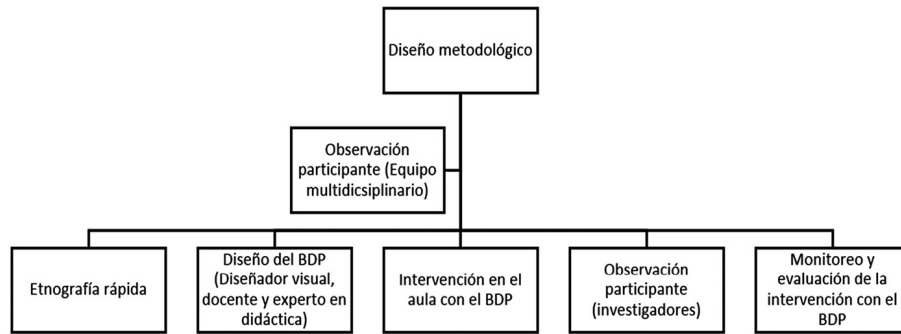 Diseño metodológico
Observación
participante (Equipo
multidicsiplinario)
Etnografía rápida
Diseño del BDP
(Diseñador visual,
docente y experto en
didáctica)
Intervención en el
aula con el BDP
Observación
participante
(investigadores)
Monitoreo y
evaluación de la
intervención con el
BDP